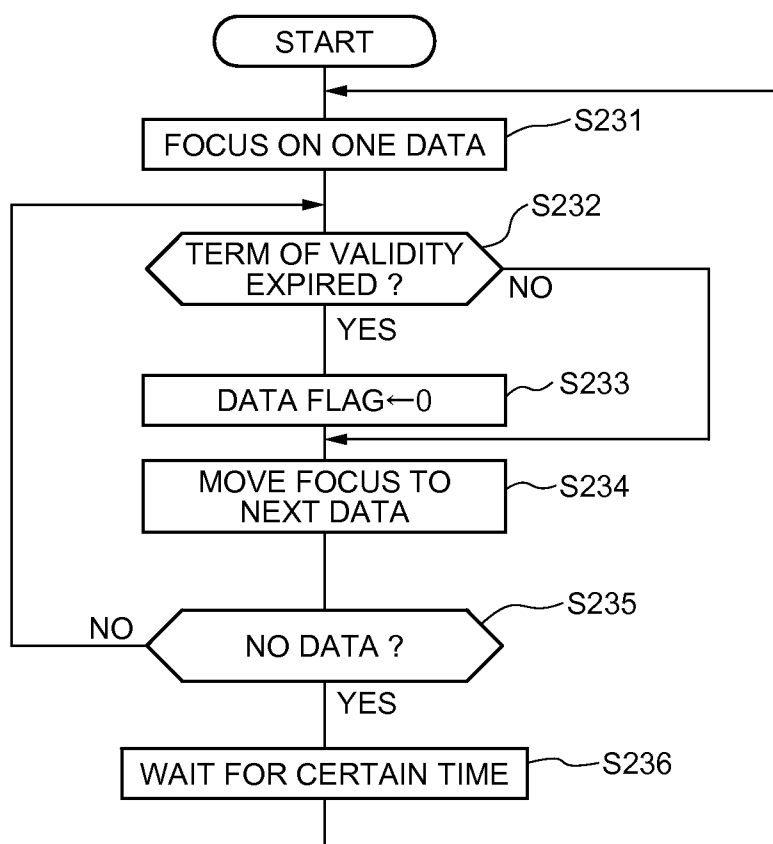 START
FOCUS ON ONE DATA
S231
TERM OF VALIDITY
EXPIRED ?
S232
NO
YES
DATA FLAG←0
S233
MOVE FOCUS TO
NEXT DATA
S234
NO DATA ?
S235
NO
YES
WAIT FOR CERTAIN TIME
S236